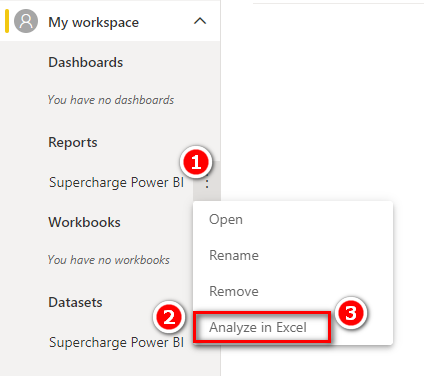 My workspace
Dashboards
You have no dashboards
Reports
1
Supercharge Power BI
Open
Workbooks
Rename
You have no workbooks
Remove
Datasets
2
Analyze in Excel
3
Supercharge Power BI